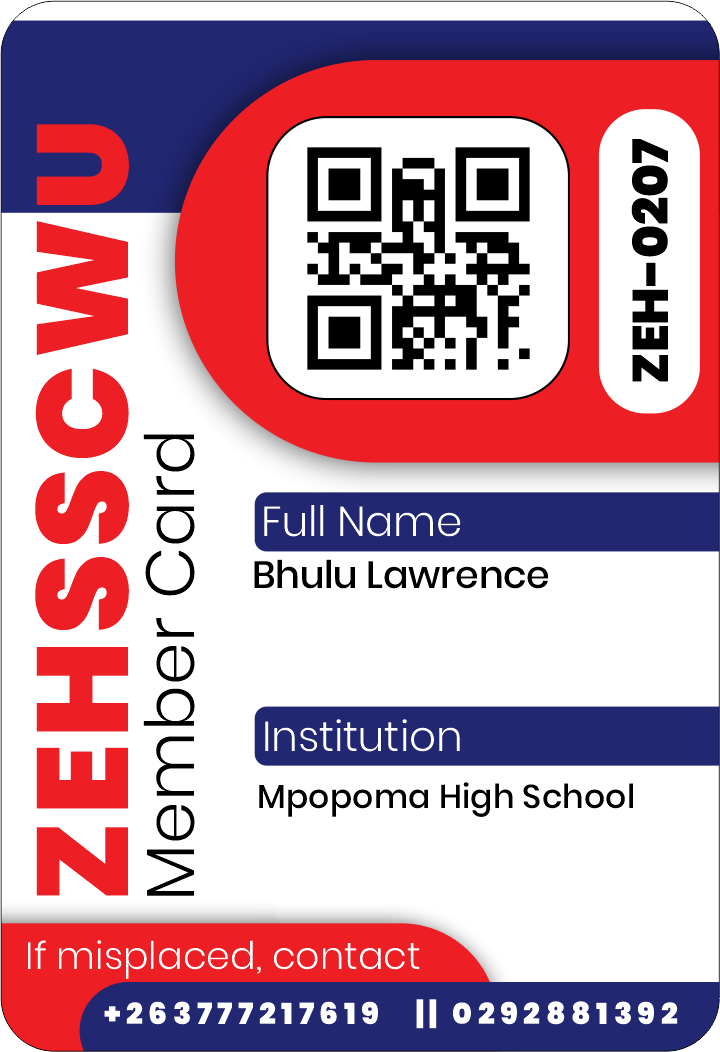 ZEHSSCWU
Member Card
ZEH-0207
Full Name
Bhulu Lawrence
Institution
Mpopoma High School
If misplaced, contact
+263777217619 || 0292881392